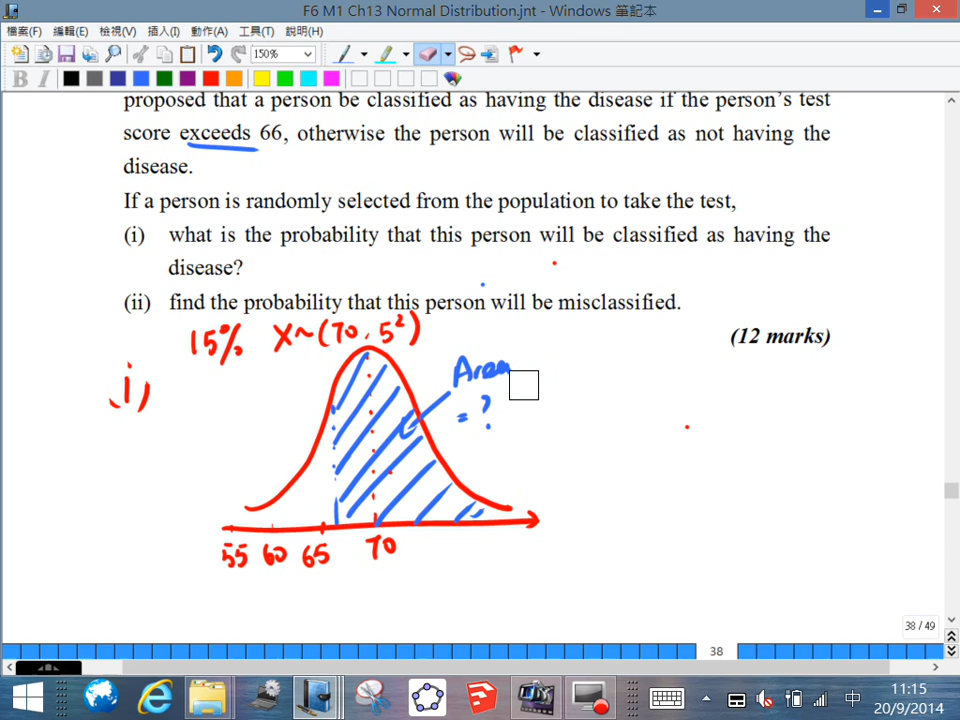 F6 M1 Ch13 Normal Distribution.jnt - Windows 筆記本
檔案(F) 編輯(E) 檢視(V) 插入(I) 動作(A) 工具(T) 說明(H)
150%
B I
proposed that a person be classified as having the disease if the person's test
score exceeds 66, otherwise the person will be classified as not having the
disease.
If a person is randomly selected from the population to take the test,
(i) what is the probability that this person will be classified as having the
disease?
(ii) find the probability that this person will be misclassified.
(12 marks)
15% X~(70, 5²)
i)
Area
= ?
55 60 65 70
38 / 49
38
中
11:15
20/9/2014